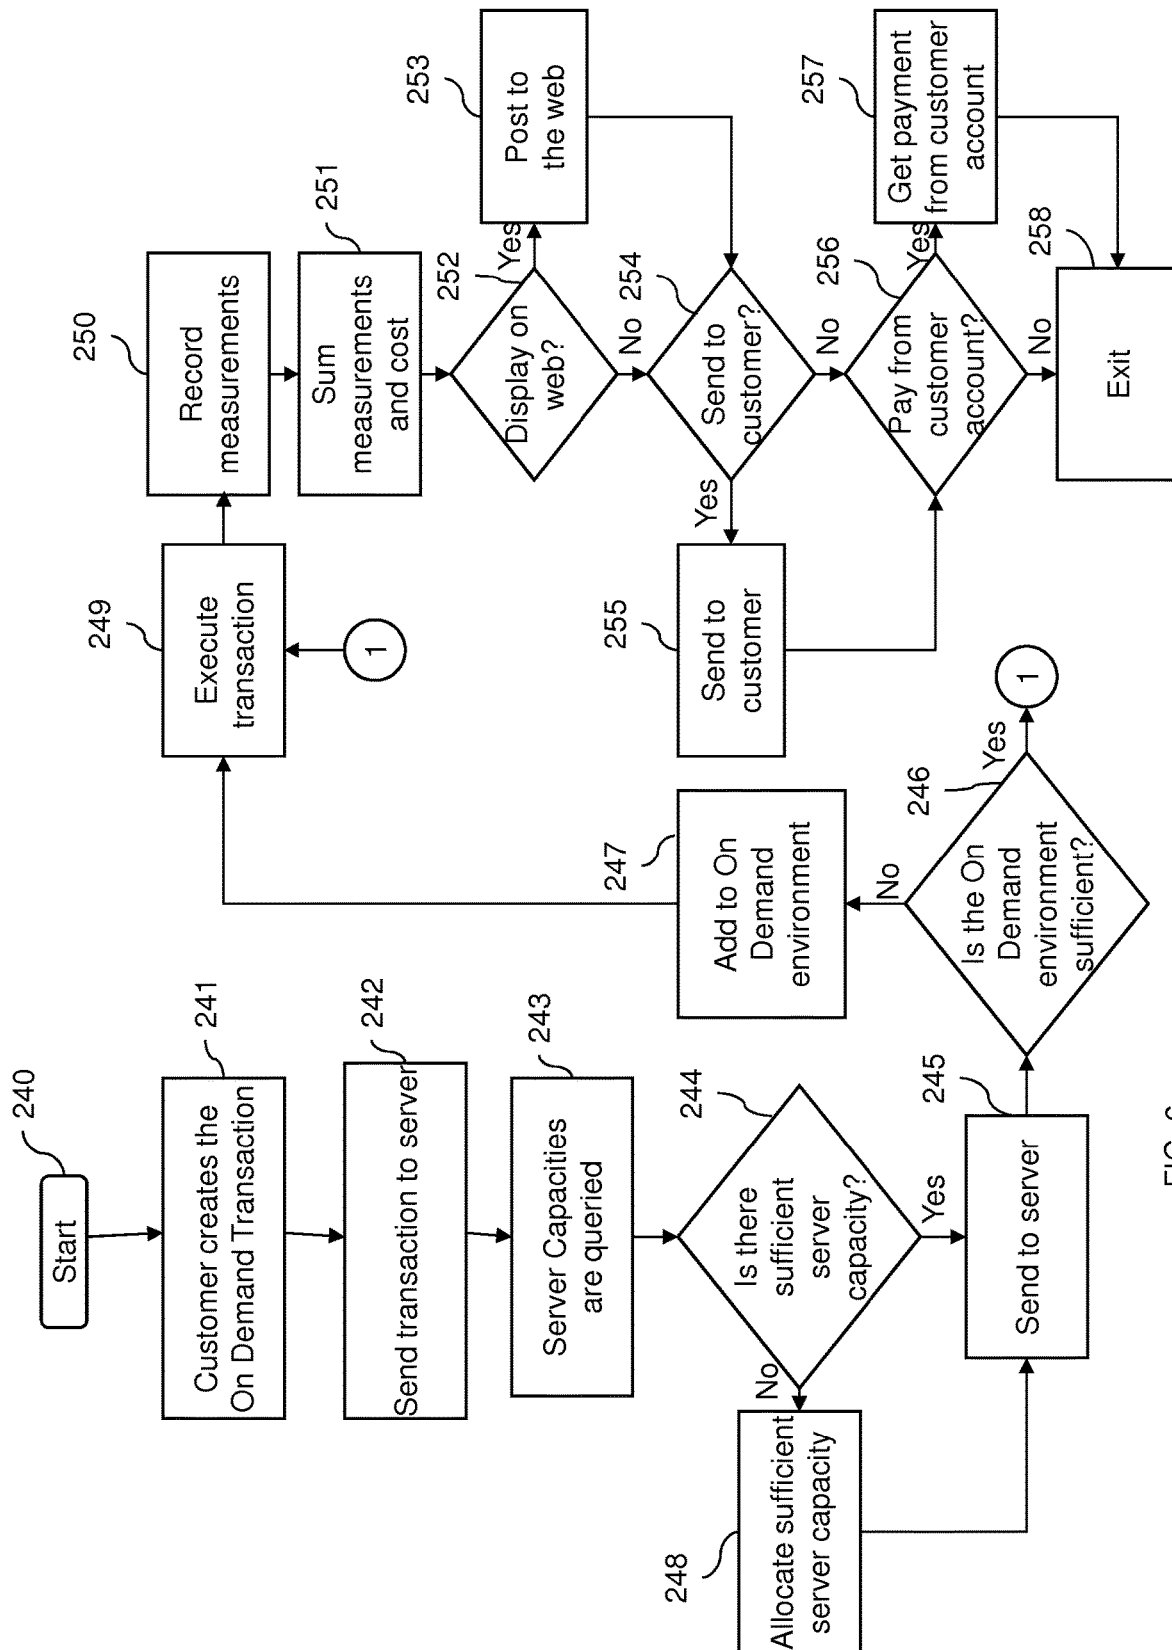 240
Start
241
Customer creates the
On Demand Transaction
242
Send transaction to server
243
Server Capacities
are queried
244
Is there
sufficient
server
capacity?
No
Yes
248
Allocate sufficient
server capacity
245
Send to server
246
Is the On
Demand
environment
sufficient?
No
Yes
1
247
Add to On
Demand
environment
249
Execute
transaction
1
250
Record
measurements
251
Sum
measurements
and cost
252
Display on
web?
Yes
No
253
Post to
the web
254
Send to
customer?
Yes
No
255
Send to
customer
256
Pay from
customer
account?
Yes
No
257
Get payment
from customer
account
258
Exit
FIG.